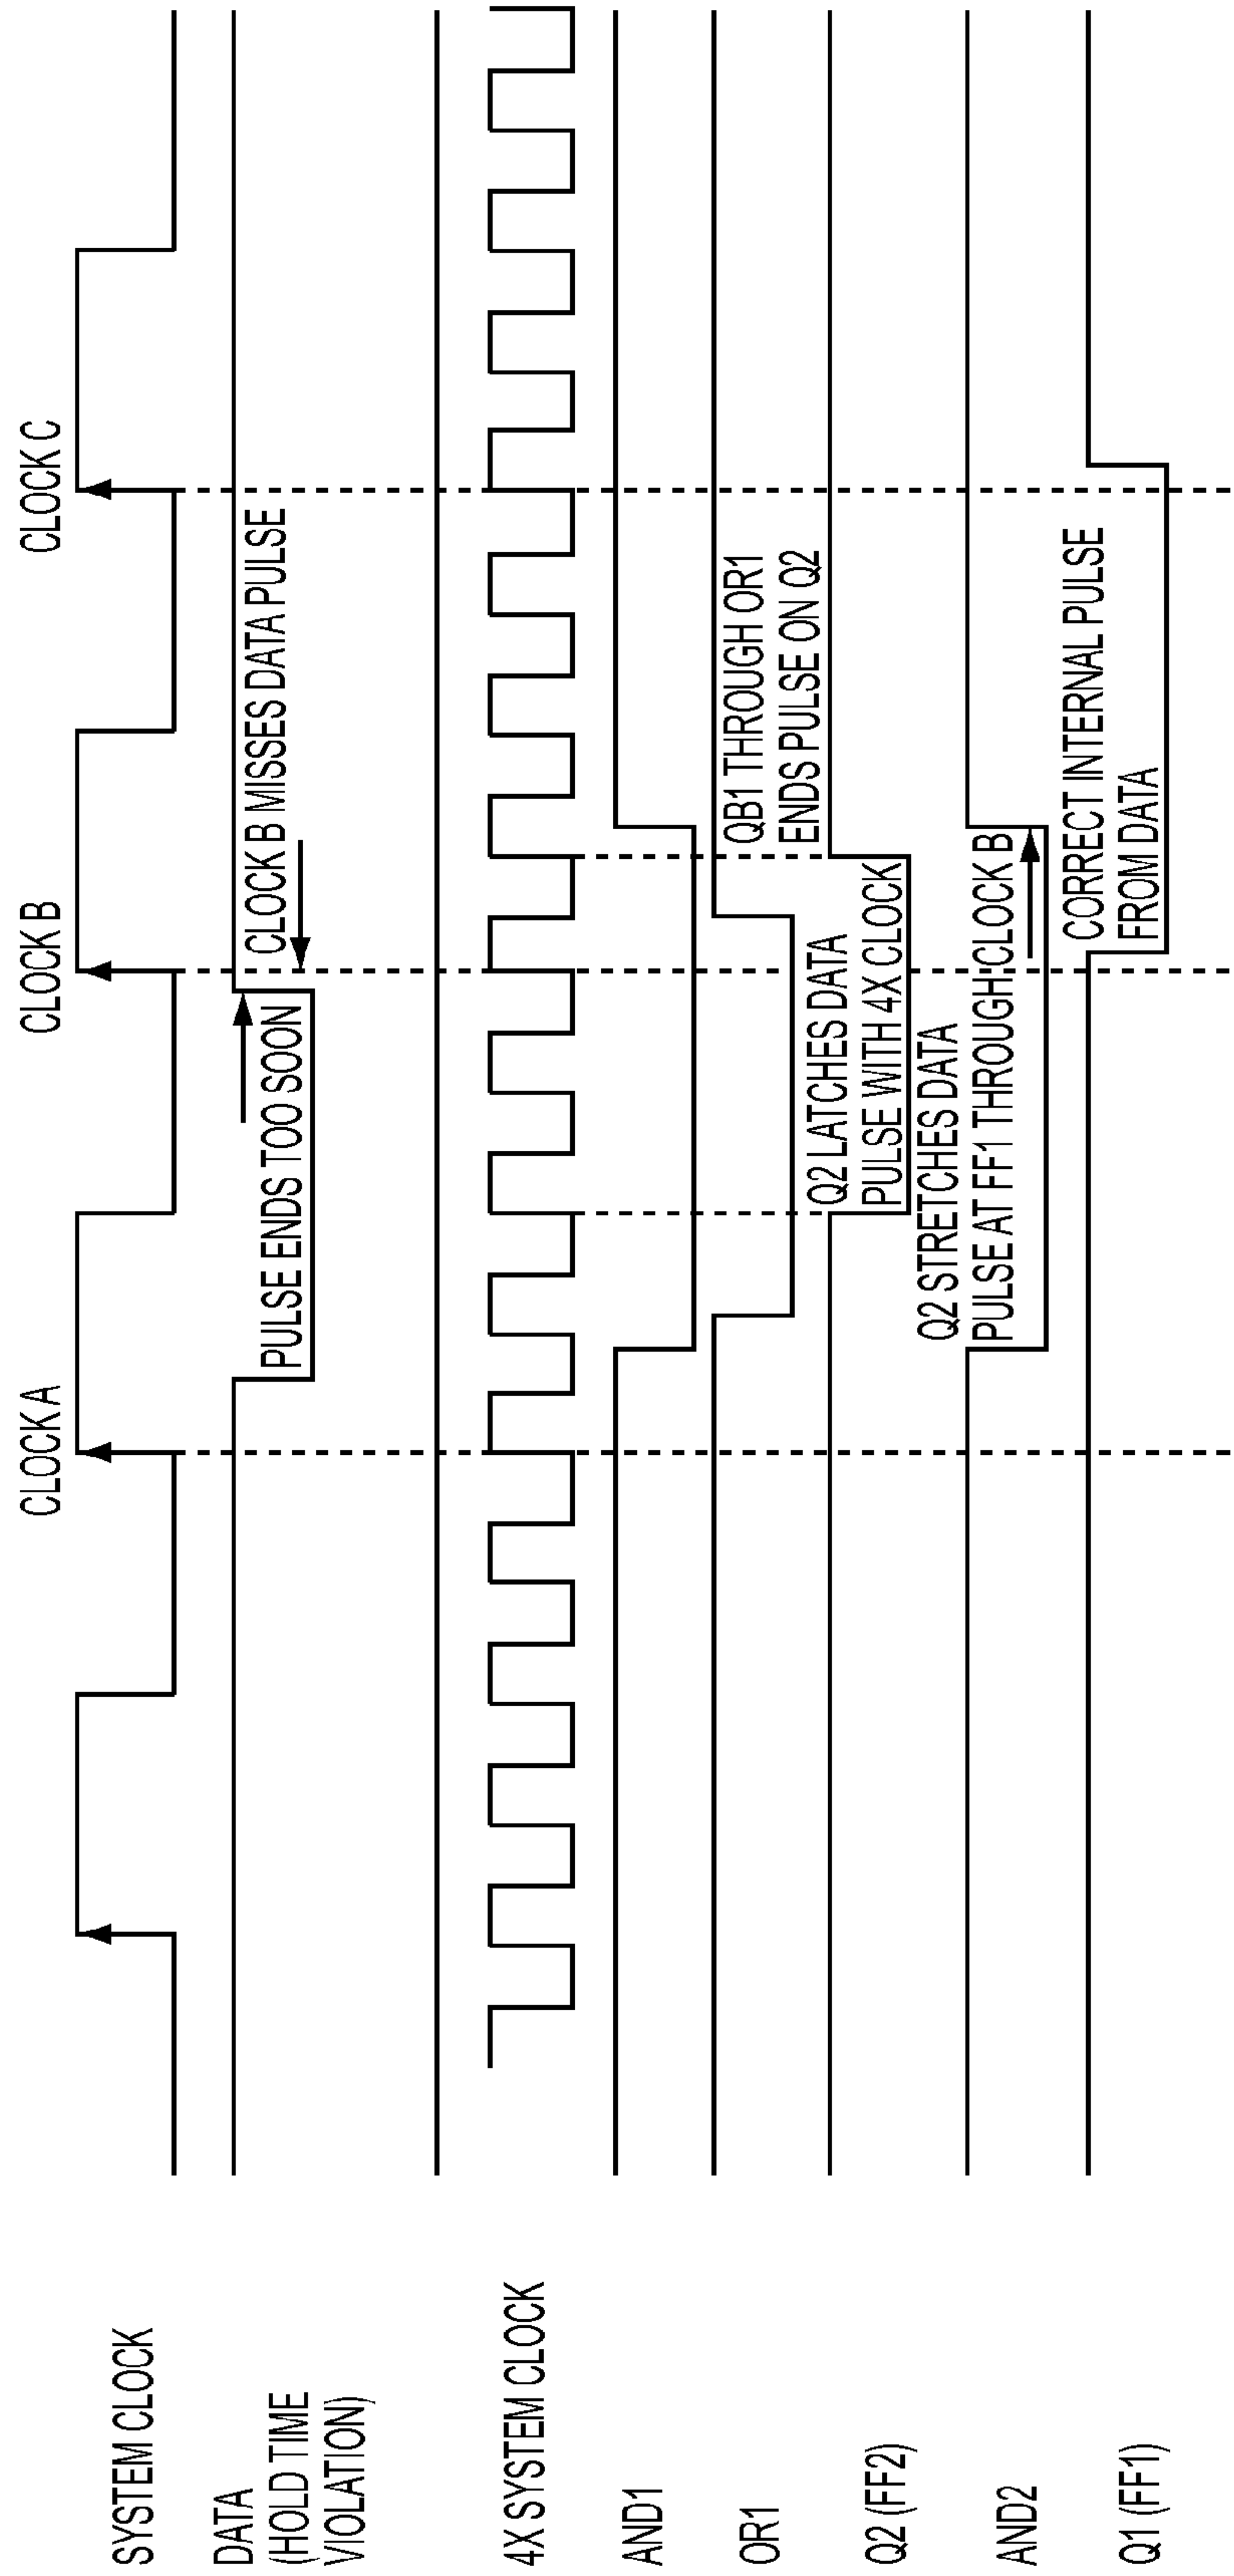 CLOCK A
CLOCK B
CLOCK C
SYSTEM CLOCK
DATA
(HOLD TIME
VIOLATION)
PULSE ENDS TOO SOON
CLOCK B MISSES DATA PULSE
4X SYSTEM CLOCK
AND1
OR1
QB1 THROUGH OR1
ENDS PULSE ON Q2
Q2 (FF2)
Q2 LATCHES DATA
PULSE WITH 4X CLOCK
AND2
Q2 STRETCHES DATA
PULSE AT FF1 THROUGH CLOCK B
Q1 (FF1)
CORRECT INTERNAL PULSE
FROM DATA